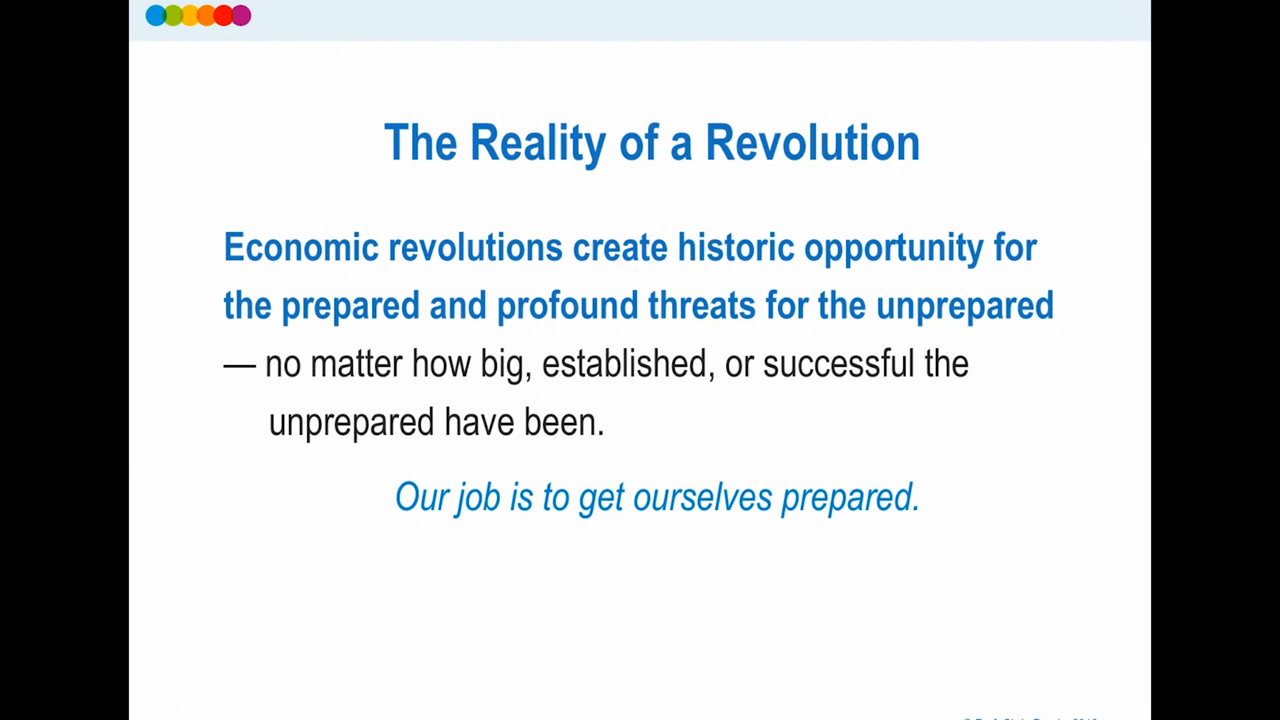 The Reality of a Revolution
Economic revolutions create historic opportunity for
the prepared and profound threats for the unprepared
— no matter how big, established, or successful the
unprepared have been.
Our job is to get ourselves prepared.